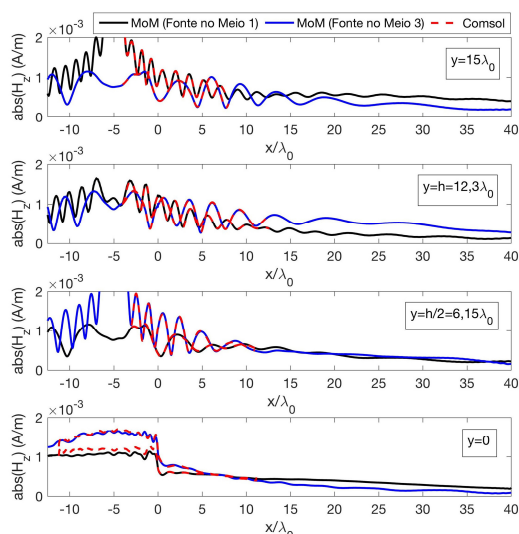 MoM (Fonte no Meio 1) MoM (Fonte no Meio 3) Comsol
×10⁻³
abs(H_z) (A/m)
2
1
0
y=15λ₀
-10 -5 0 5 10 15 20 25 30 35 40
x/λ₀
×10⁻³
abs(H_z) (A/m)
2
1
0
y=h=12,3λ₀
-10 -5 0 5 10 15 20 25 30 35 40
x/λ₀
×10⁻³
abs(H_z) (A/m)
2
1
0
y=h/2=6,15λ₀
-10 -5 0 5 10 15 20 25 30 35 40
x/λ₀
×10⁻³
abs(H_z) (A/m)
2
1
0
y=0
-10 -5 0 5 10 15 20 25 30 35 40
x/λ₀